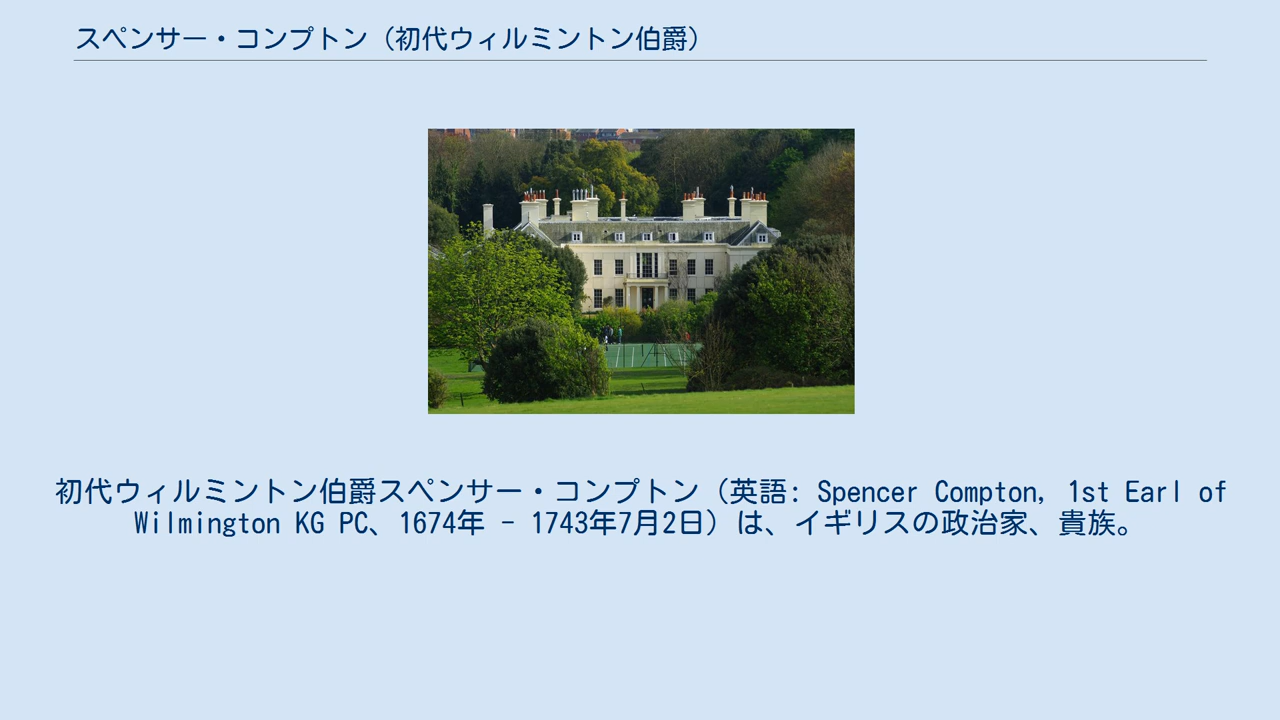 スペンサー・コンプトン（初代ウィルミントン伯爵）
初代ウィルミントン伯爵スペンサー・コンプトン（英語: Spencer Compton, 1st Earl of
Wilmington KG PC、1674年 - 1743年7月2日）は、イギリスの政治家、貴族。